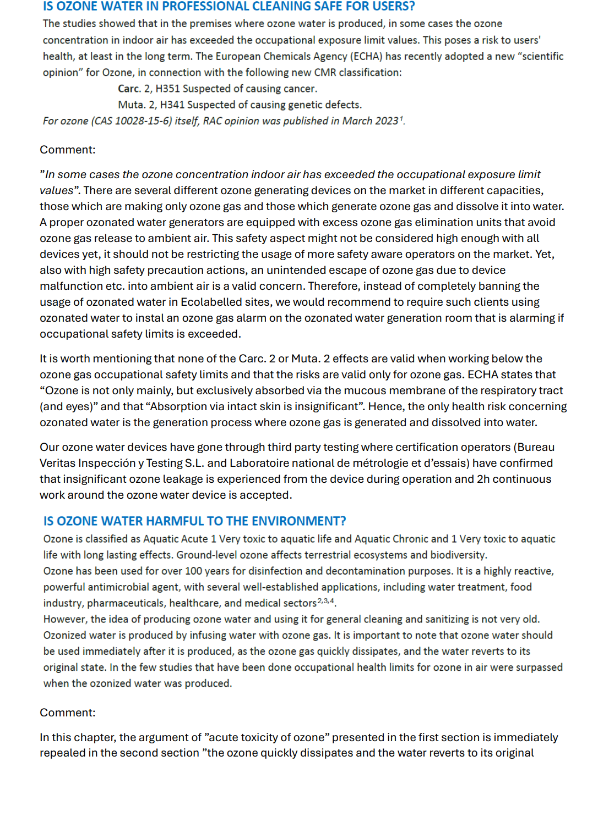 IS OZONE WATER IN PROFESSIONAL CLEANING SAFE FOR USERS?
The studies showed that in the premises where ozone water is produced, in some cases the ozone
concentration in indoor air has exceeded the occupational exposure limit values. This poses a risk to users'
health, at least in the long term. The European Chemicals Agency (ECHA) has recently adopted a new "scientific
opinion" for Ozone, in connection with the following new CMR classification:
Carc. 2, H351 Suspected of causing cancer.
Muta. 2, H341 Suspected of causing genetic defects.
For ozone (CAS 10028-15-6) itself, RAC opinion was published in March 2023¹.
Comment:
"In some cases the ozone concentration indoor air has exceeded the occupational exposure limit
values". There are several different ozone generating devices on the market in different capacities,
those which are making only ozone gas and those which generate ozone gas and dissolve it into water.
A proper ozonated water generators are equipped with excess ozone gas elimination units that avoid
ozone gas release to ambient air. This safety aspect might not be considered high enough with all
devices yet, it should not be restricting the usage of more safety aware operators on the market. Yet,
also with high safety precaution actions, an unintended escape of ozone gas due to device
malfunction etc. into ambient air is a valid concern. Therefore, instead of completely banning the
usage of ozonated water in Ecolabelled sites, we would recommend to require such clients using
ozonated water to instal an ozone gas alarm on the ozonated water generation room that is alarming if
occupational safety limits is exceeded.
It is worth mentioning that none of the Carc. 2 or Muta. 2 effects are valid when working below the
ozone gas occupational safety limits and that the risks are valid only for ozone gas. ECHA states that
"Ozone is not only mainly, but exclusively absorbed via the mucous membrane of the respiratory tract
(and eyes)" and that "Absorption via intact skin is insignificant". Hence, the only health risk concerning
ozonated water is the generation process where ozone gas is generated and dissolved into water.
Our ozone water devices have gone through third party testing where certification operators (Bureau
Veritas Inspección y Testing S.L. and Laboratoire national de métrologie et d'essais) have confirmed
that insignificant ozone leakage is experienced from the device during operation and 2h continuous
work around the ozone water device is accepted.
IS OZONE WATER HARMFUL TO THE ENVIRONMENT?
Ozone is classified as Aquatic Acute 1 Very toxic to aquatic life and Aquatic Chronic and 1 Very toxic to aquatic
life with long lasting effects. Ground-level ozone affects terrestrial ecosystems and biodiversity.
Ozone has been used for over 100 years for disinfection and decontamination purposes. It is a highly reactive,
powerful antimicrobial agent, with several well-established applications, including water treatment, food
industry, pharmaceuticals, healthcare, and medical sectors²,³,⁴.
However, the idea of producing ozone water and using it for general cleaning and sanitizing is not very old.
Ozonized water is produced by infusing water with ozone gas. It is important to note that ozone water should
be used immediately after it is produced, as the ozone gas quickly dissipates, and the water reverts to its
original state. In the few studies that have been done occupational health limits for ozone in air were surpassed
when the ozonized water was produced.
Comment:
In this chapter, the argument of "acute toxicity of ozone" presented in the first section is immediately
repealed in the second section "the ozone quickly dissipates and the water reverts to its original